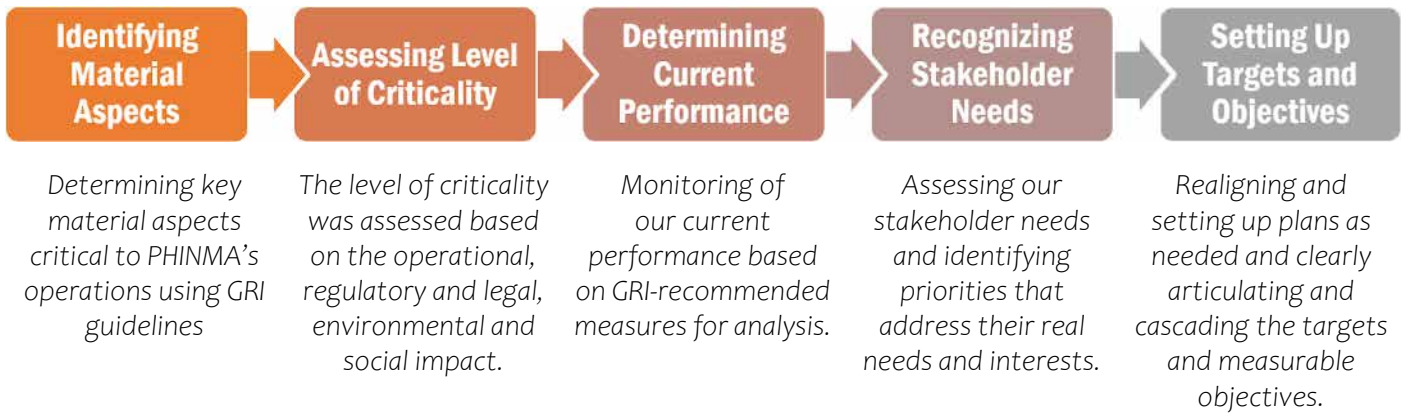 Identifying
Material
Aspects
Assessing Level
of Criticality
Determining
Current
Performance
Recognizing
Stakeholder
Needs
Setting Up
Targets and
Objectives
Determining key
material aspects
critical to PHINMA’s
operations using GRI
guidelines
The level of criticality
was assessed based
on the operational,
regulatory and legal,
environmental and
social impact.
Monitoring of
our current
performance based
on GRI-recommended
measures for analysis.
Assessing our
stakeholder needs
and identifying
priorities that
address their real
needs and interests.
Realigning and
setting up plans as
needed and clearly
articulating and
cascading the targets
and measurable
objectives.